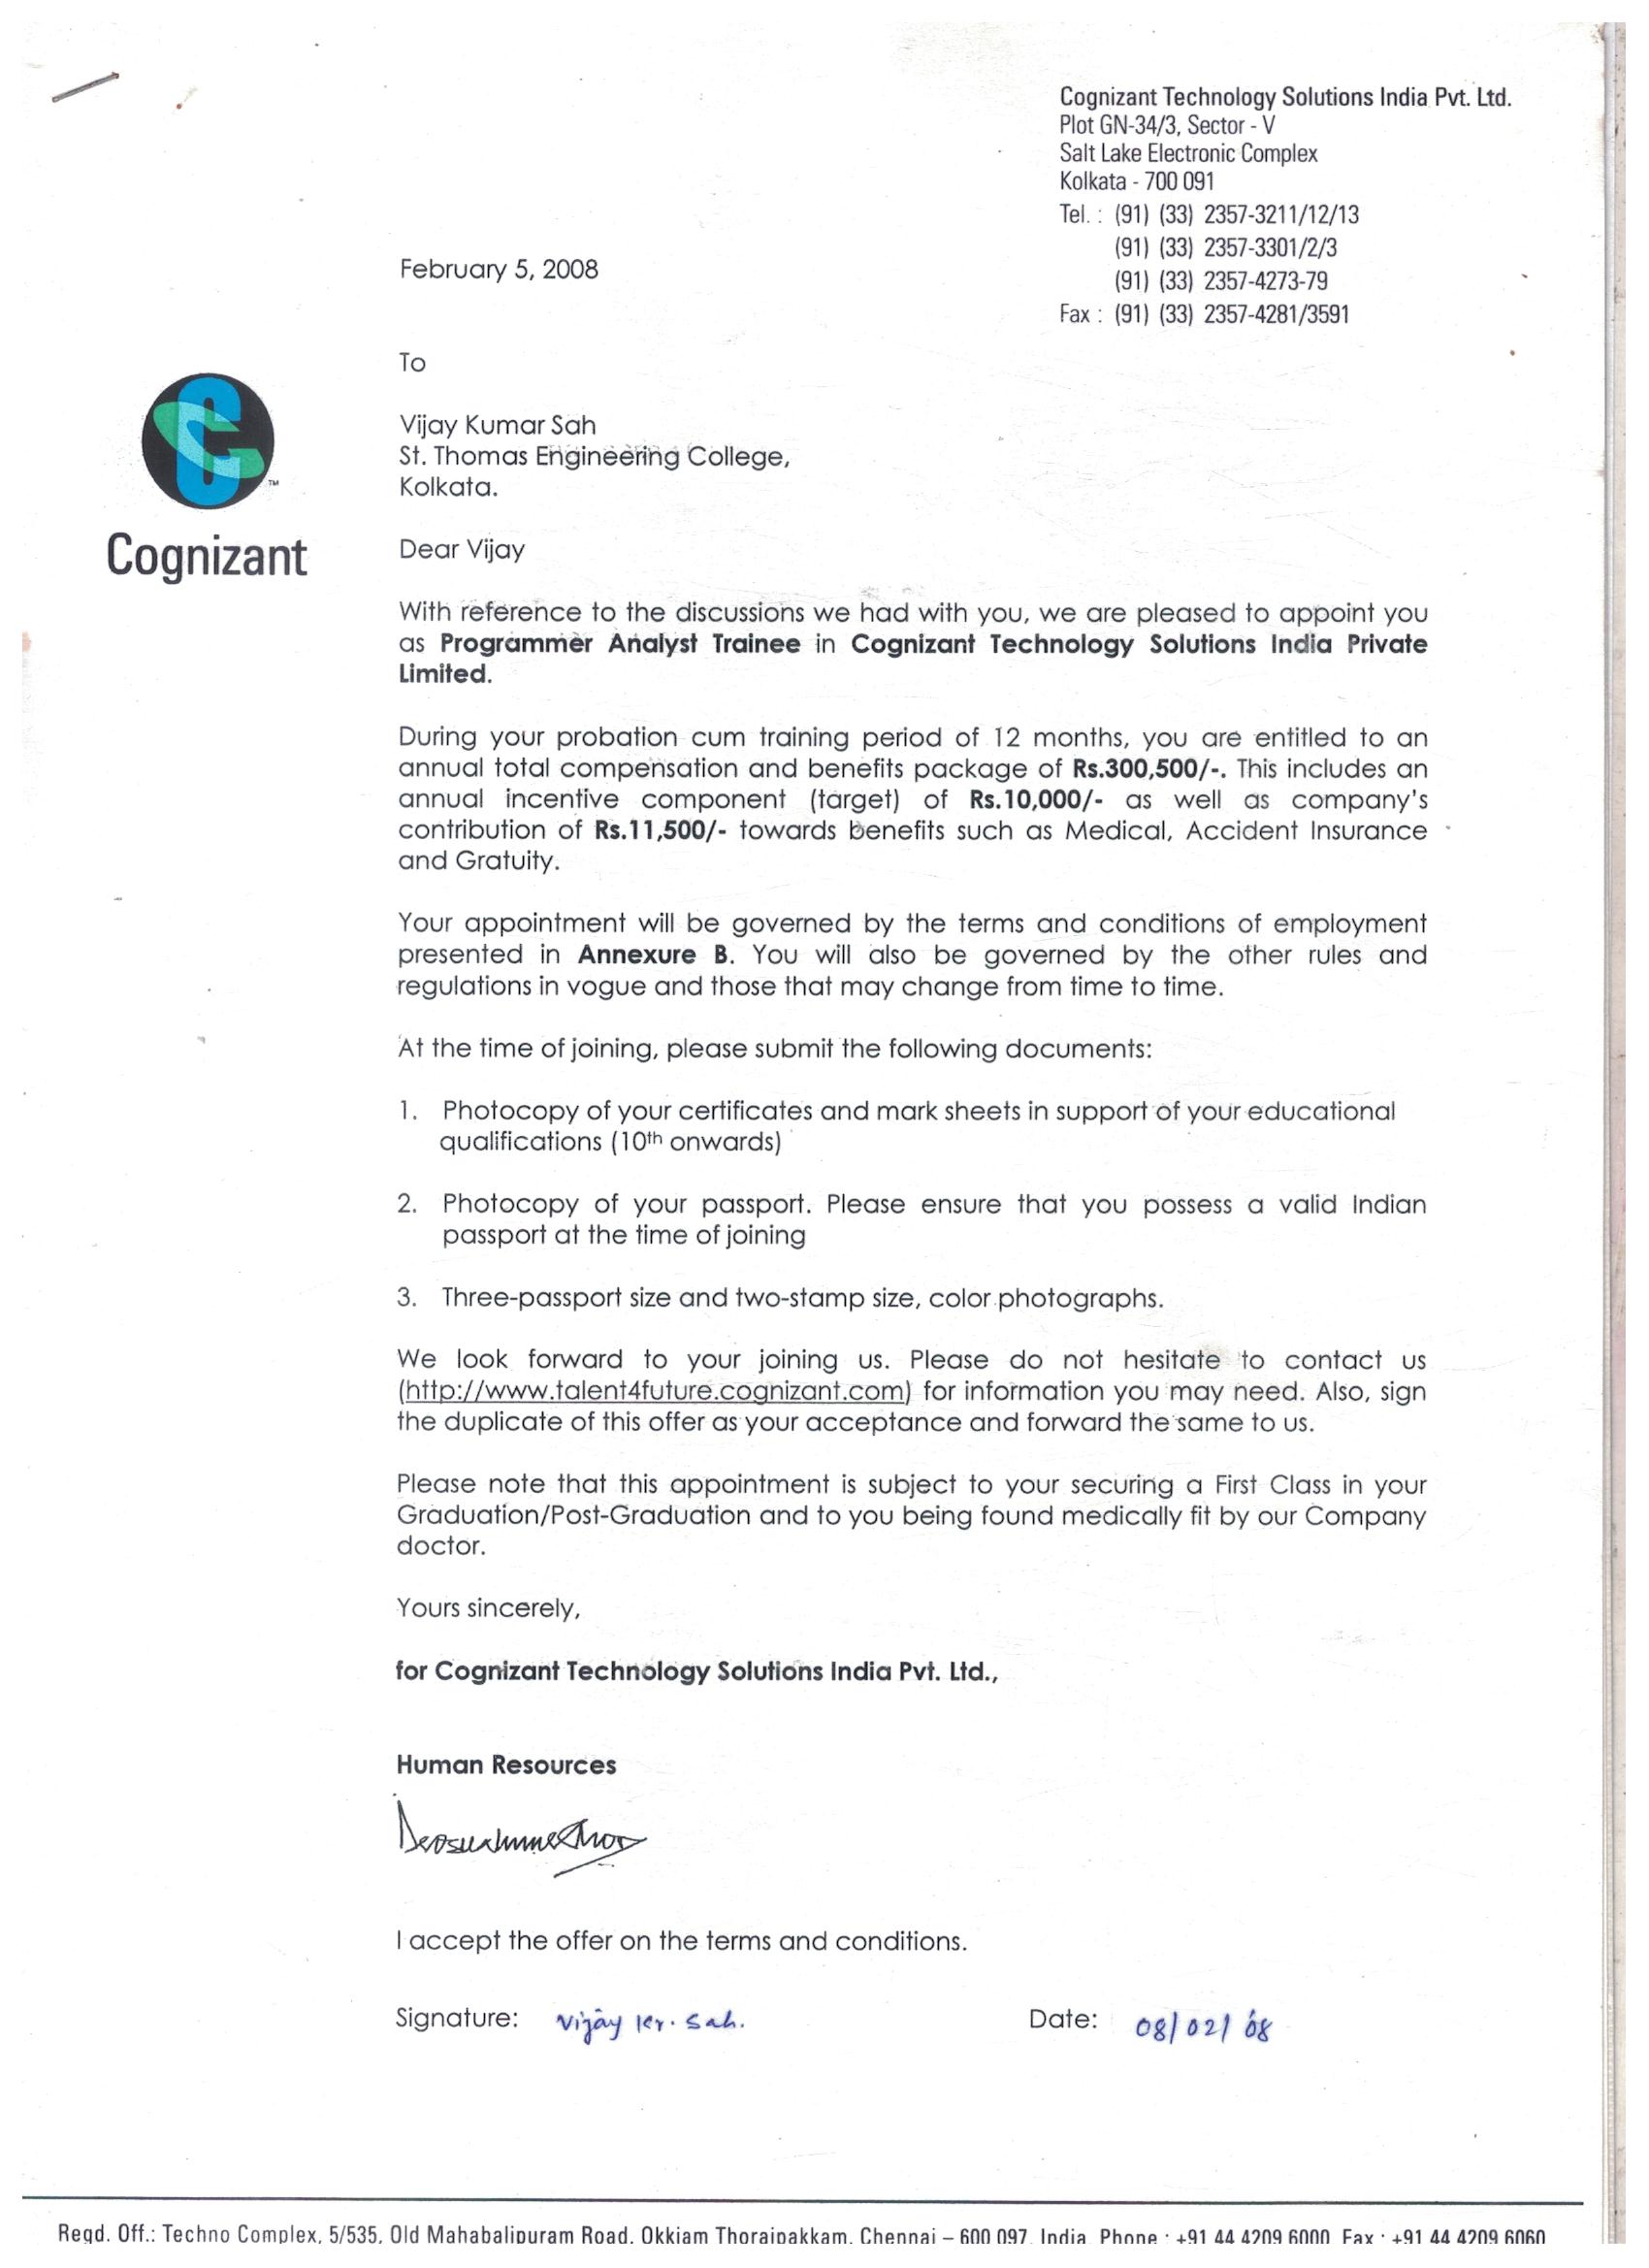 Cognizant Technology Solutions India Pvt. Ltd.
Plot GN-34/3, Sector - V
Salt Lake Electronic Complex
Kolkata - 700 091
Tel. : (91) (33) 2357-3211/12/13
(91) (33) 2357-3301/2/3
(91) (33) 2357-4273-79
Fax : (91) (33) 2357-4281/3591
February 5, 2008
To
Vijay Kumar Sah
St. Thomas Engineering College,
Kolkata.
TM
Cognizant
Dear Vijay
With reference to the discussions we had with you, we are pleased to appoint you
as Programmer Analyst Trainee in Cognizant Technology Solutions India Private
Limited.
During your probation cum training period of 12 months, you are entitled to an
annual total compensation and benefits package of Rs.300,500/-. This includes an
annual incentive component (target) of Rs.10,000/- as well as company's
contribution of Rs.11,500/- towards benefits such as Medical, Accident Insurance
and Gratuity.
Your appointment will be governed by the terms and conditions of employment
presented in Annexure B. You will also be governed by the other rules and
regulations in vogue and those that may change from time to time.
At the time of joining, please submit the following documents:
1. Photocopy of your certificates and mark sheets in support of your educational
qualifications (10th onwards)
2. Photocopy of your passport. Please ensure that you possess a valid Indian
passport at the time of joining
3. Three-passport size and two-stamp size, color photographs.
We look forward to your joining us. Please do not hesitate to contact us
(http://www.talent4future.cognizant.com) for information you may need. Also, sign
the duplicate of this offer as your acceptance and forward the same to us.
Please note that this appointment is subject to your securing a First Class in your
Graduation/Post-Graduation and to you being found medically fit by our Company
doctor.
Yours sincerely,
for Cognizant Technology Solutions India Pvt. Ltd.,
Human Resources
I accept the offer on the terms and conditions.
Signature: Vijay Kr. Sah. Date: 08/02/08
Regd. Off.: Techno Complex, 5/535, Old Mahabalipuram Road, Okkiam Thoraipakkam, Chennai – 600 097. India. Phone : +91 44 4209 6000 Fax : +91 44 4209 6060